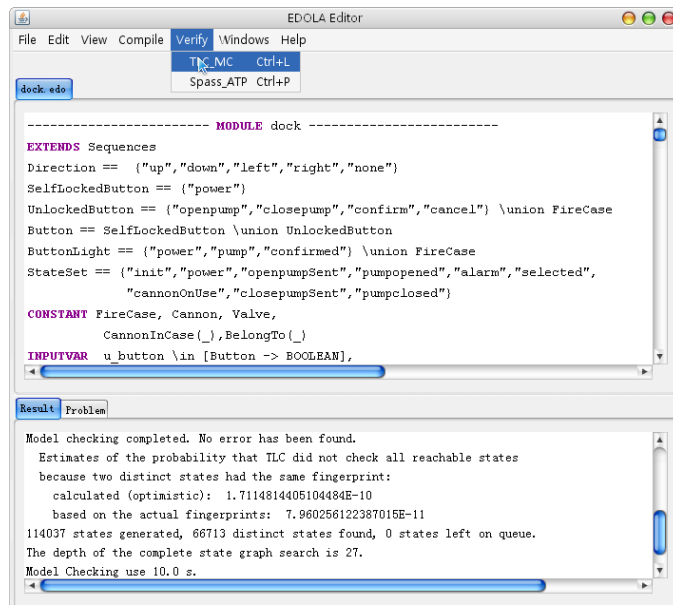 EDOLA Editor
File Edit View Compile Verify Windows Help
TLC_MC Ctrl+L
Spass_ATP Ctrl+P
dock.edo
------------------------ MODULE dock -------------------------
EXTENDS Sequences
Direction == {"up","down","left","right","none"}
SelfLockedButton == {"power"}
UnlockedButton == {"openpump","closepump","confirm","cancel"} \union FireCase
Button == SelfLockedButton \union UnlockedButton
ButtonLight == {"power","pump","confirmed"} \union FireCase
StateSet == {"init","power","openpumpSent","pumpopened","alarm","selected",
"cannonOnUse","closepumpSent","pumpclosed"}
CONSTANT FireCase, Cannon, Valve,
CannonInCase(_),BelongTo(_)
INPUTVAR u_button \in [Button -> BOOLEAN],
Result Problem
Model checking completed. No error has been found.
Estimates of the probability that TLC did not check all reachable states
because two distinct states had the same fingerprint:
calculated (optimistic): 1.7114814405104484E-10
based on the actual fingerprints: 7.960256122387015E-11
114037 states generated, 66713 distinct states found, 0 states left on queue.
The depth of the complete state graph search is 27.
Model Checking use 10.0 s.